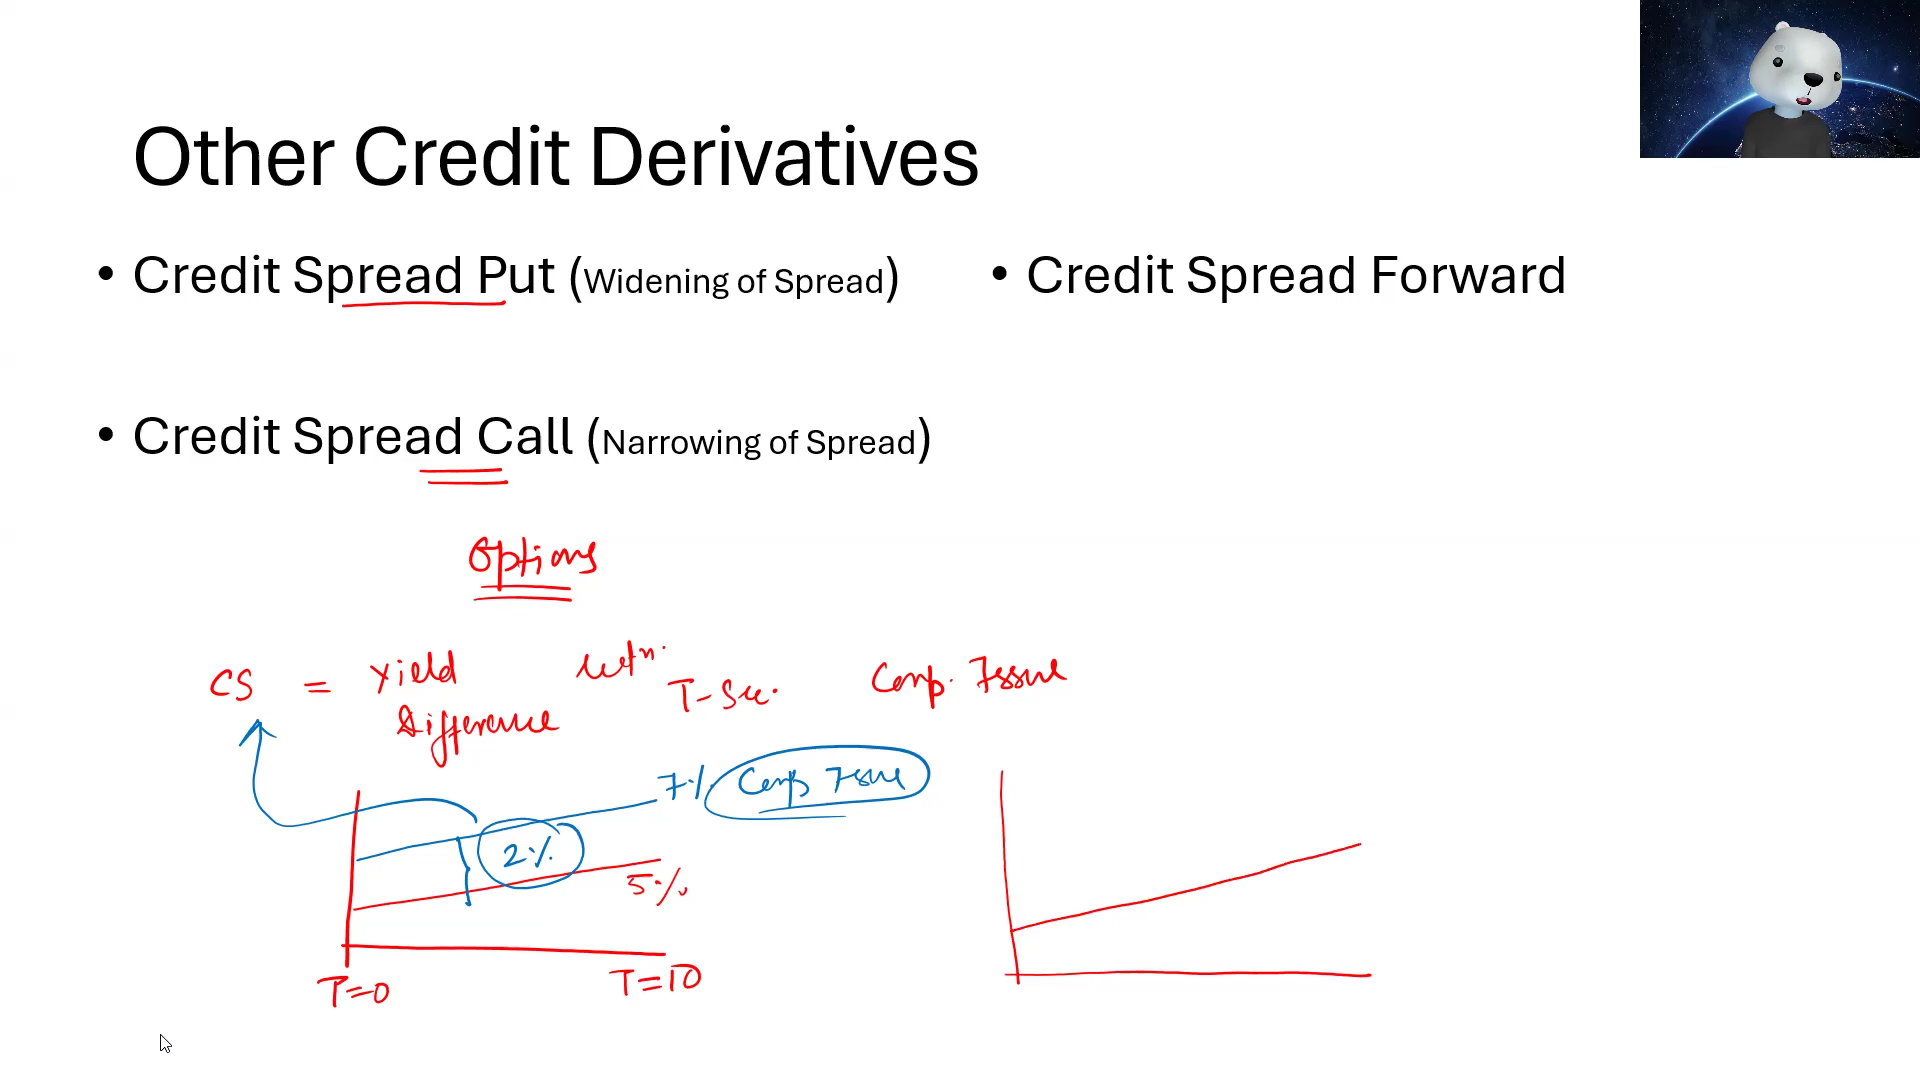 Other Credit Derivatives
• Credit Spread Put (Widening of Spread)
• Credit Spread Forward
• Credit Spread Call (Narrowing of Spread)
Options
CS = Yield Difference betn. T-Sec. Corp. Issue
7% Corp Issue
2%
5%
T=0
T=10